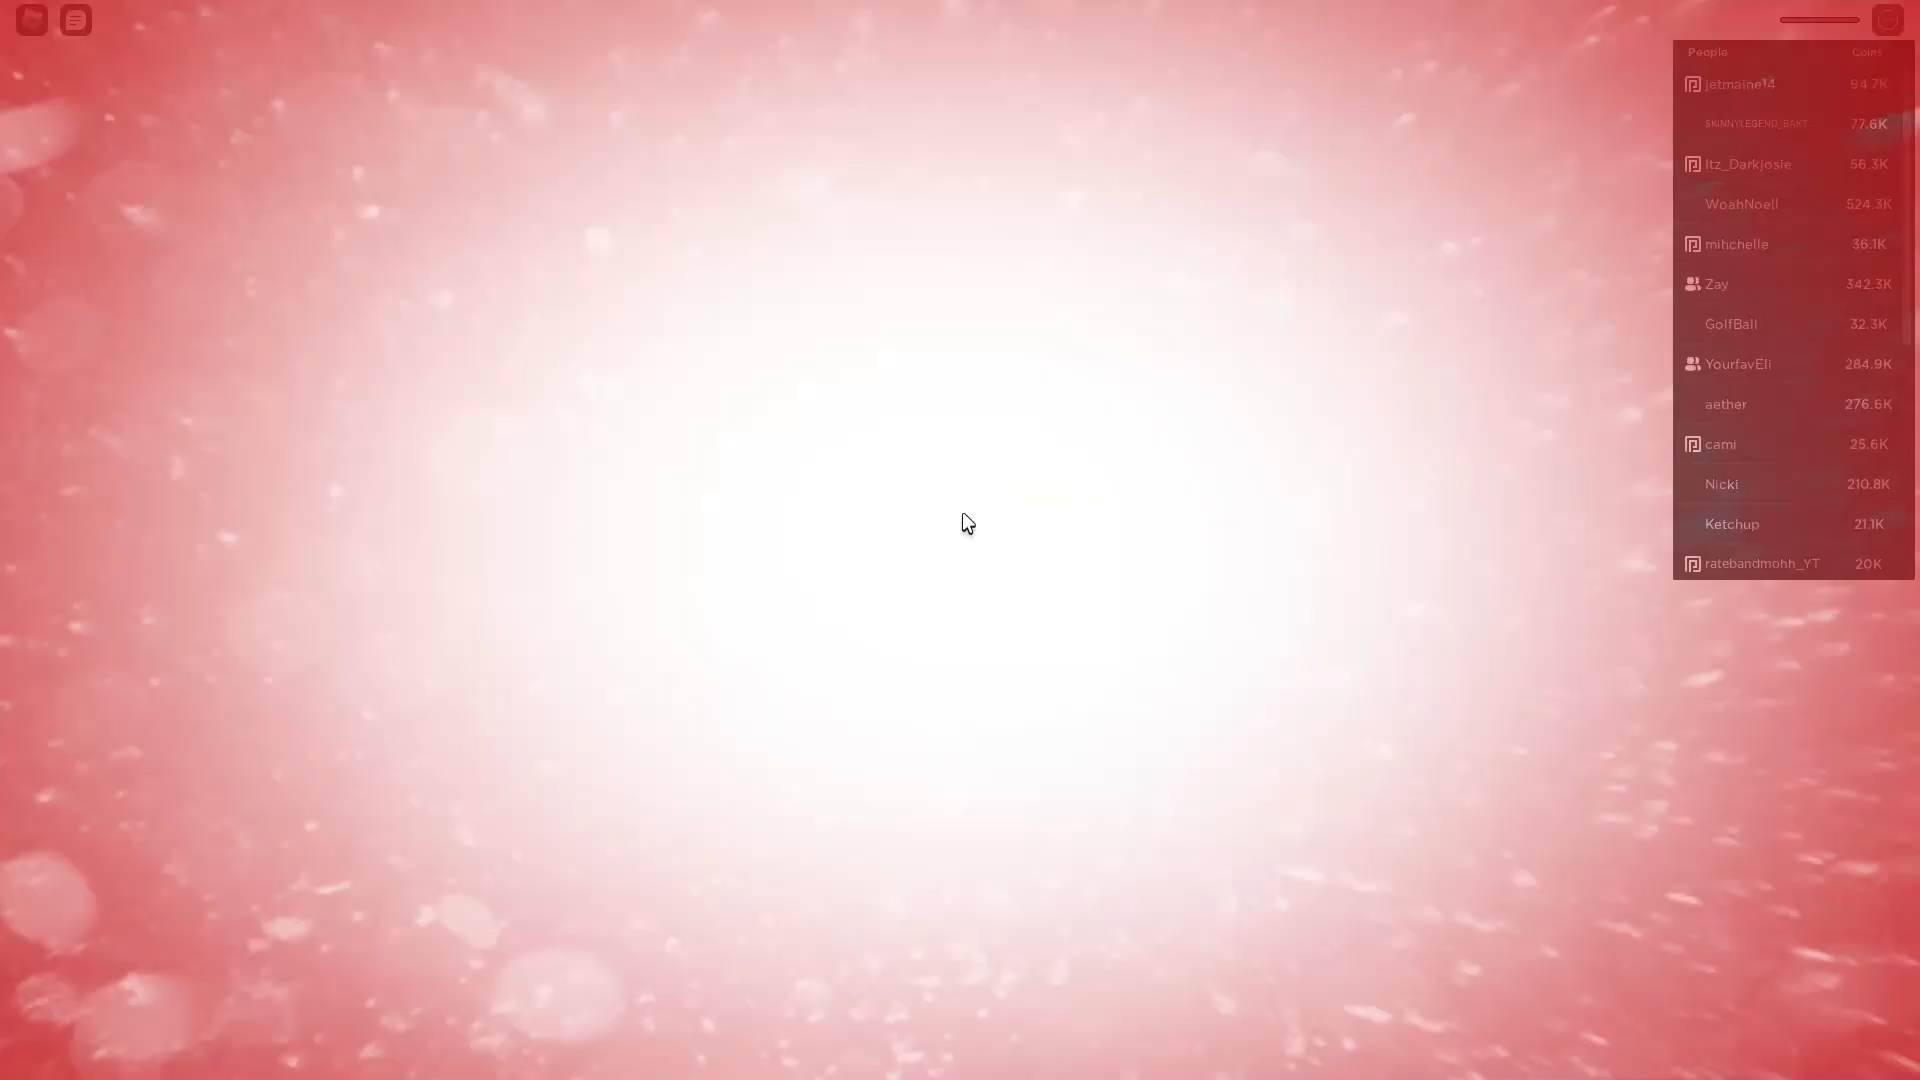 People Coins
jetmaine14 94.7K
77.6K
Itz_Darkjosie 56.3K
WoahNoell 524.3K
mihchelle 36.1K
Zay 342.3K
GolfBall 32.3K
YourfavEli 284.9K
aether 276.6K
cami 25.6K
Nicki 210.8K
Ketchup 21.1K
ratebandmohh_YT 20K